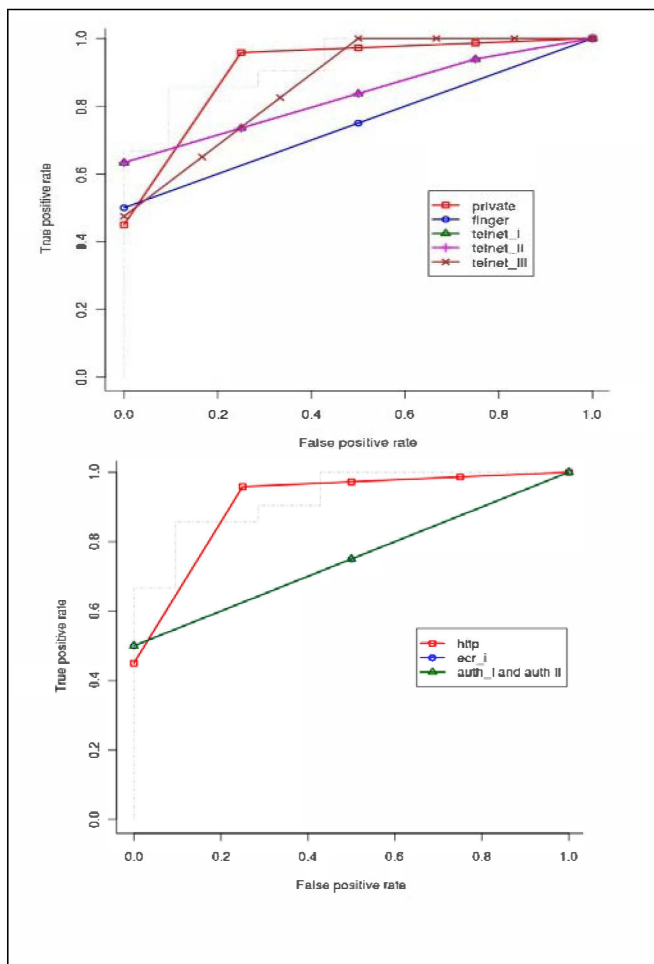 1.0
0.8
0.6
0.4
0.2
0.0
True positive rate
private
finger
telnet_I
telnet_II
telnet_III
0.0 0.2 0.4 0.6 0.8 1.0
False positive rate
1.0
0.8
0.6
0.4
0.2
0.0
True positive rate
http
ecr_i
auth_I and auth II
0.0 0.2 0.4 0.6 0.8 1.0
False positive rate